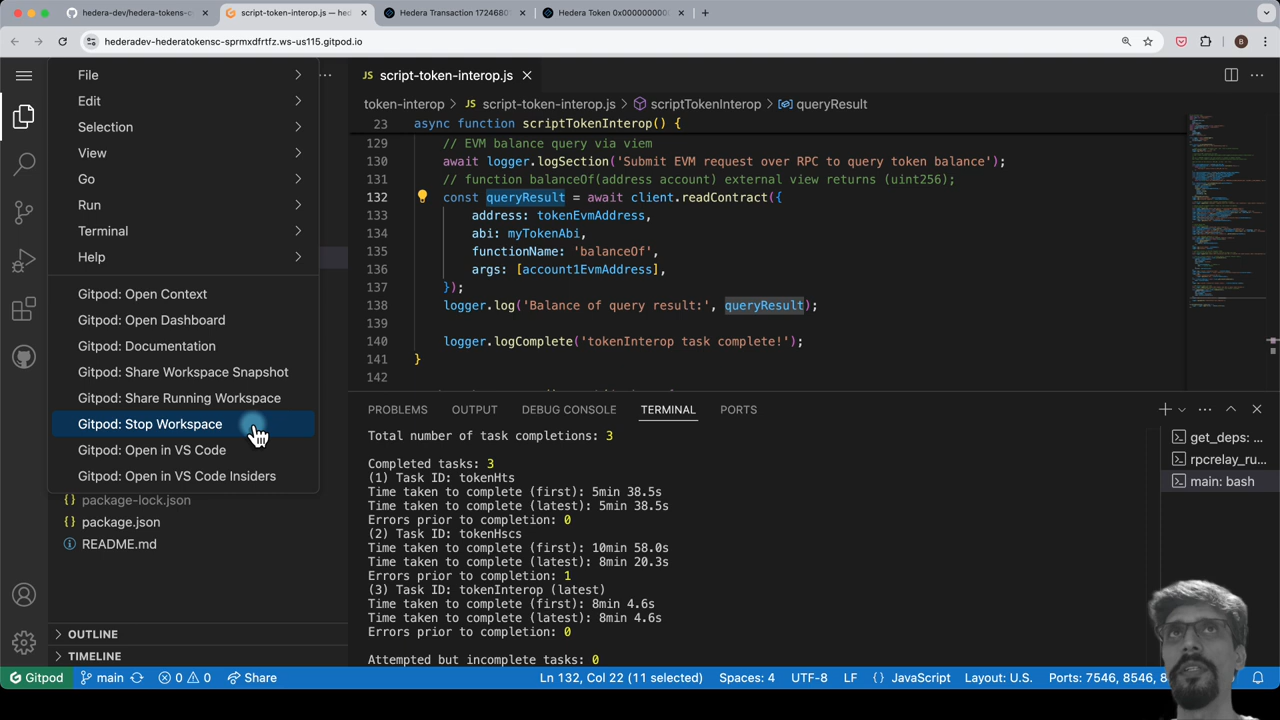 hedera-dev/hedera-tokens-c
script-token-interop.js — hed
Hedera Transaction 1724680
Hedera Token 0x0000000000
hederadev-hederatokensc-sprmxdfrtfz.ws-us115.gitpod.io
B
File
Edit
Selection
View
Go
Run
Terminal
Help
Gitpod: Open Context
Gitpod: Open Dashboard
Gitpod: Documentation
Gitpod: Share Workspace Snapshot
Gitpod: Share Running Workspace
Gitpod: Stop Workspace
Gitpod: Open in VS Code
Gitpod: Open in VS Code Insiders
{} package-lock.json
{} package.json
README.md
OUTLINE
TIMELINE
JS script-token-interop.js
token-interop > JS script-token-interop.js > scriptTokenInterop > queryResult
23 async function scriptTokenInterop() {
129 // EVM balance query via viem
130 await logger.logSection('Submit EVM request over RPC to query token balance');
131 // function balanceOf(address account) external view returns (uint256);
132 const queryResult = await client.readContract({
133 address: tokenEvmAddress,
134 abi: myTokenAbi,
135 functionName: 'balanceOf',
136 args: [account1EvmAddress],
137 });
138 logger.log('Balance of query result:', queryResult);
139
140 logger.logComplete('tokenInterop task complete!');
141 }
142
PROBLEMS OUTPUT DEBUG CONSOLE TERMINAL PORTS
Total number of task completions: 3
Completed tasks: 3
(1) Task ID: tokenHts
Time taken to complete (first): 5min 38.5s
Time taken to complete (latest): 5min 38.5s
Errors prior to completion: 0
(2) Task ID: tokenHscs
Time taken to complete (first): 10min 58.0s
Time taken to complete (latest): 8min 20.3s
Errors prior to completion: 1
(3) Task ID: tokenInterop (latest)
Time taken to complete (first): 8min 4.6s
Time taken to complete (latest): 8min 4.6s
Errors prior to completion: 0
Attempted but incomplete tasks: 0
get_deps: ...
rpcrelay_ru...
main: bash
Gitpod main 0 0 Share Ln 132, Col 22 (11 selected) Spaces: 4 UTF-8 LF {} JavaScript Layout: U.S. Ports: 7546, 8546, 8